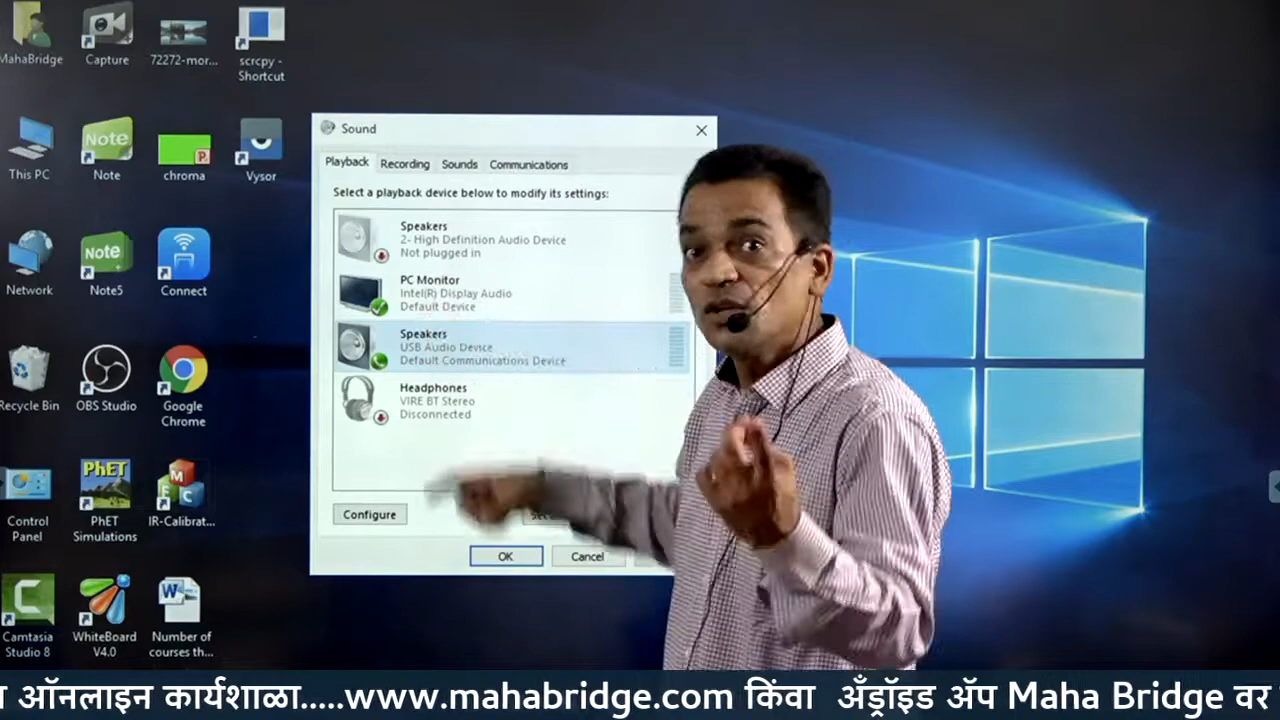 MahaBridge
Capture
72272-mor...
scrcpy -
Shortcut
This PC
Note
Note
chroma
Vysor
Network
Note
Note5
Connect
Recycle Bin
OBS Studio
Google
Chrome
Control
Panel
PhET
PhET
Simulations
M
E
C
IR-Calibrat...
Camtasia
Studio 8
WhiteBoard
V4.0
Number of
courses th...
Sound
Playback Recording Sounds Communications
Select a playback device below to modify its settings:
Speakers
2- High Definition Audio Device
Not plugged in
PC Monitor
Intel(R) Display Audio
Default Device
Speakers
USB Audio Device
Default Communications Device
Headphones
VIRE BT Stereo
Disconnected
Configure
OK Cancel
ऑनलाइन कार्यशाळा.....www.mahabridge.com किंवा अँड्रॉइड ॲप Maha Bridge वर